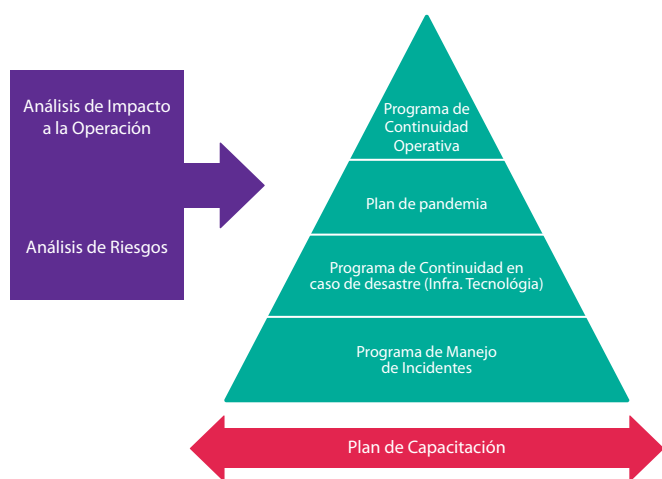 Análisis de Impacto
a la Operación
Análisis de Riesgos
Programa de
Continuidad
Operativa
Plan de pandemia
Programa de Continuidad en
caso de desastre (Infra. Tecnológia)
Programa de Manejo
de Incidentes
Plan de Capacitación